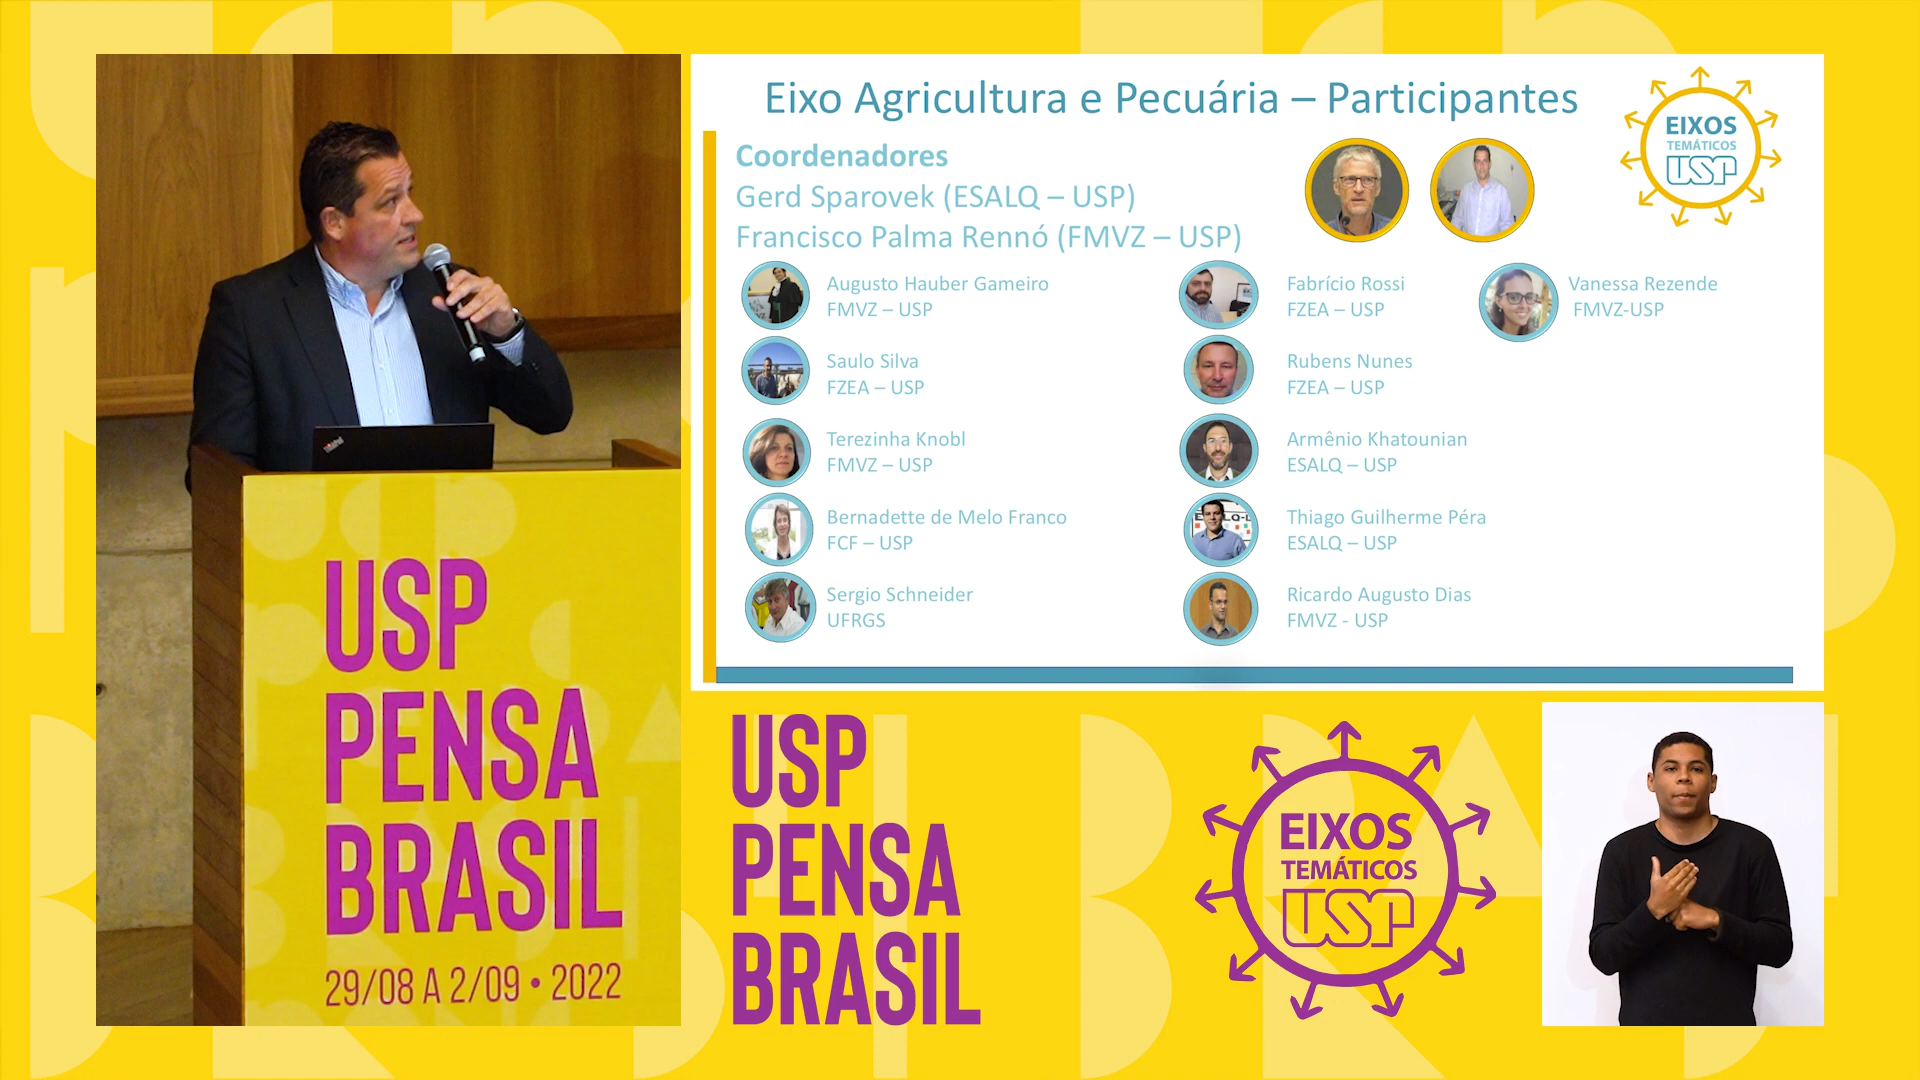 USP
PENSA
BRASIL
29/08 A 2/09 • 2022
Eixo Agricultura e Pecuária – Participantes
EIXOS
TEMÁTICOS
USP
Coordenadores
Gerd Sparovek (ESALQ – USP)
Francisco Palma Rennó (FMVZ – USP)
Augusto Hauber Gameiro
FMVZ – USP
Saulo Silva
FZEA – USP
Terezinha Knobl
FMVZ – USP
Bernadette de Melo Franco
FCF – USP
Sergio Schneider
UFRGS
Fabrício Rossi
FZEA – USP
Rubens Nunes
FZEA – USP
Armênio Khatounian
ESALQ – USP
Thiago Guilherme Péra
ESALQ – USP
Ricardo Augusto Dias
FMVZ - USP
Vanessa Rezende
FMVZ-USP
USP
PENSA
BRASIL
EIXOS
TEMÁTICOS
USP